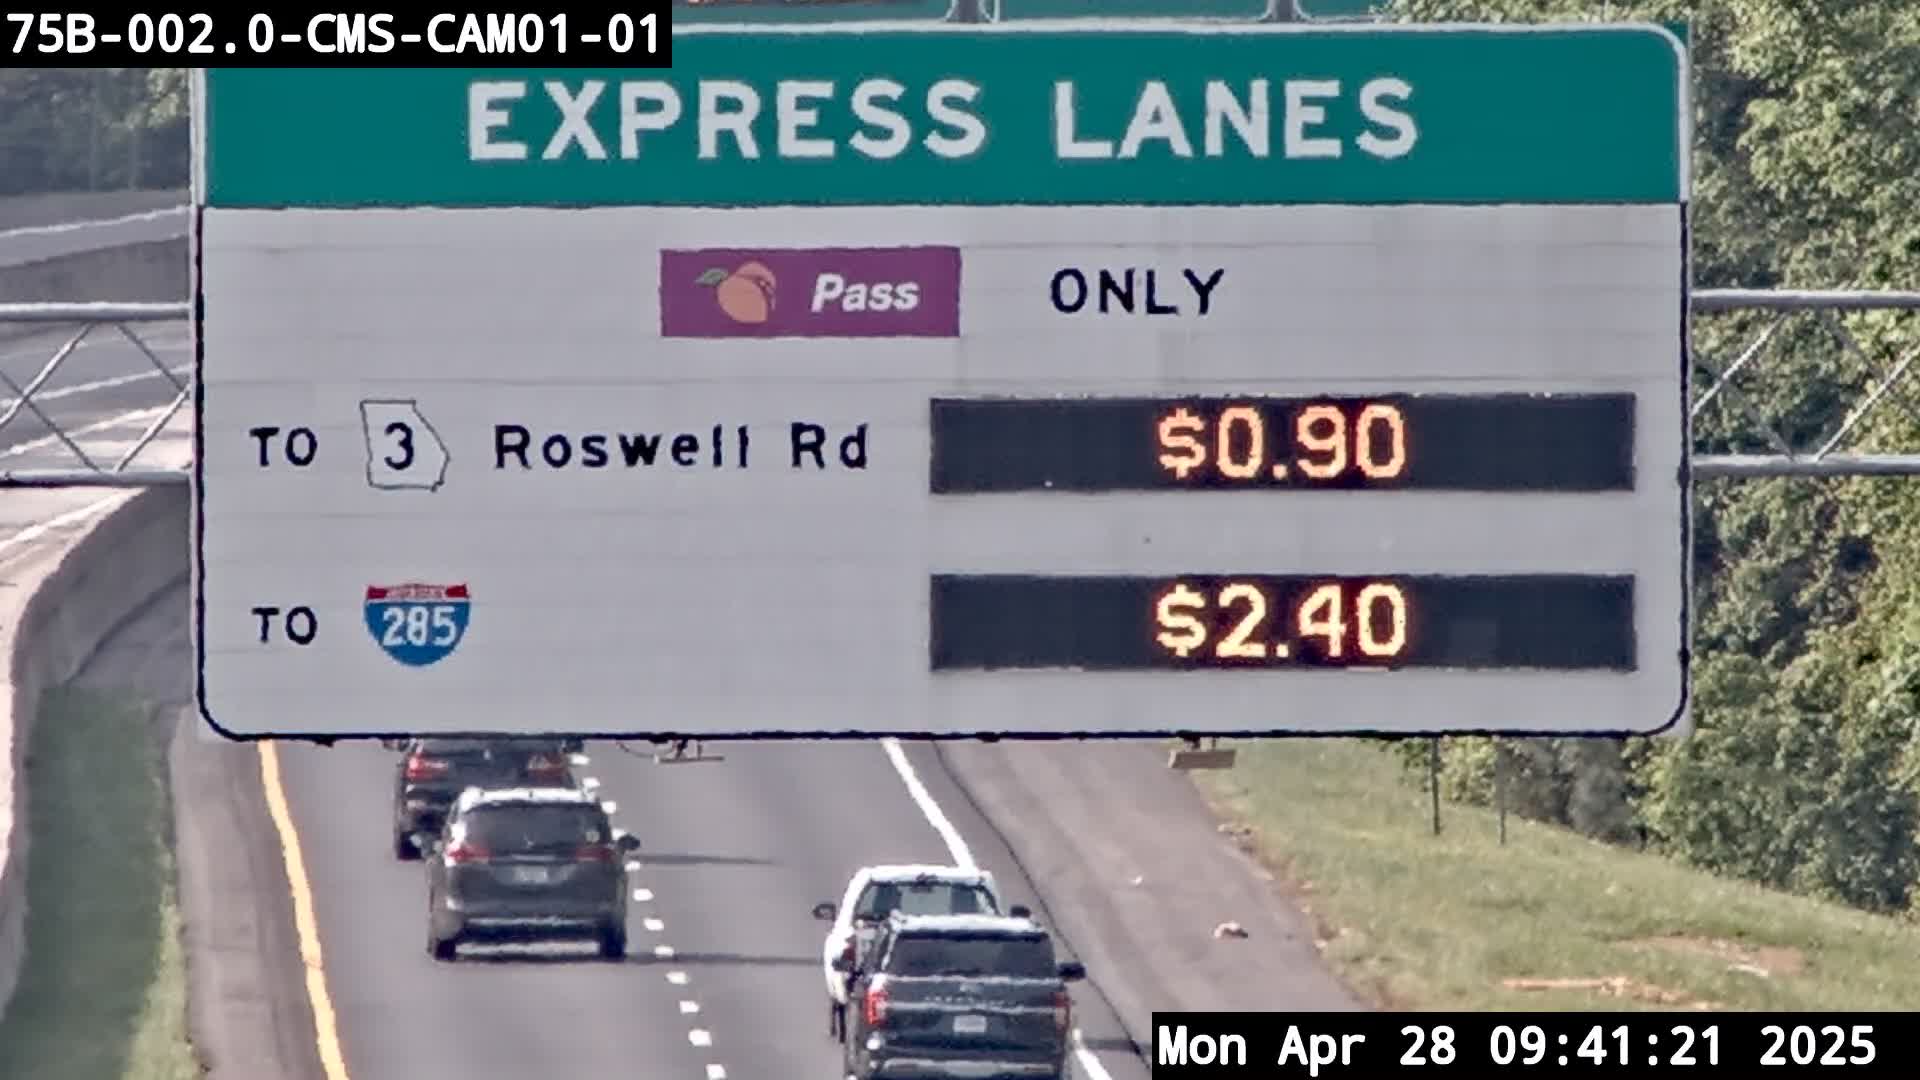 75B-002.0-CMS-CAM01-01
EXPRESS LANES
Pass ONLY
TO 3 Roswell Rd $0.90
TO 285 $2.40
Mon Apr 28 09:41:21 2025